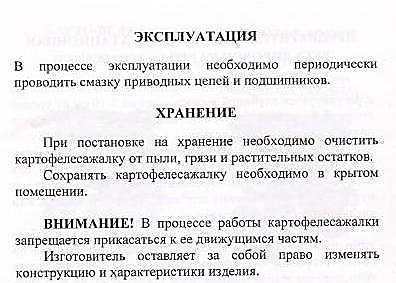 ЭКСПЛУАТАЦИЯ
В процессе эксплуатации необходимо периодически
проводить смазку приводных цепей и подшипников.
ХРАНЕНИЕ
При постановке на хранение необходимо очистить
картофелесажалку от пыли, грязи и растительных остатков.
Сохранять картофелесажалку необходимо в крытом
помещении.
ВНИМАНИЕ! В процессе работы картофелесажалки
запрещается прикасаться к ее движущимся частям.
Изготовитель оставляет за собой право изменять
конструкцию и характеристики изделия.